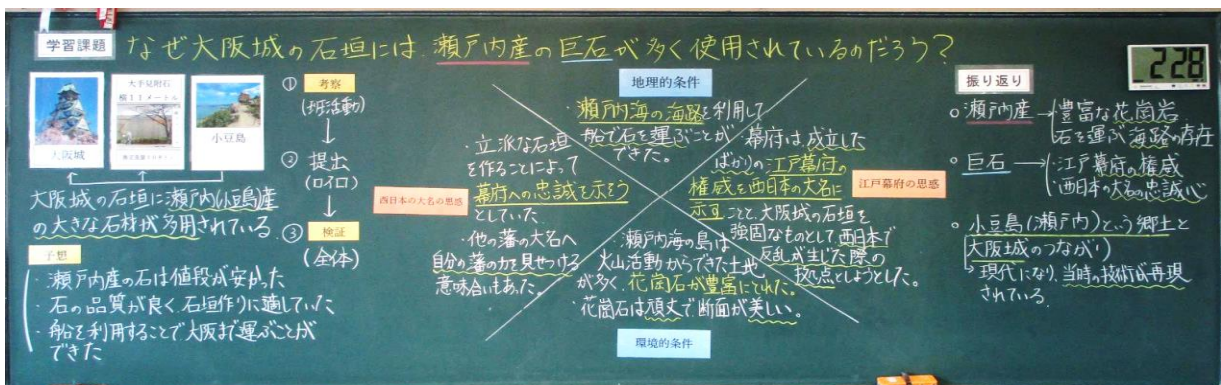 学習課題
なぜ大阪城の石垣には、瀬戸内産の巨石が多く使用されているのだろう?
大阪城
大手見附石
横11メートル
小豆島
大阪城の石垣に瀬戸内(小豆島)産
の大きな石材が多用されている。
予想
・瀬戸内産の石は値段が安かった
・石の品質が良く、石垣作りに適していた
・船を利用することで大阪まで運ぶことが
できた
① 考察
(班活動)
② 提出
(ロイロ)
③ 検証
(全体)
地理的条件
・瀬戸内海の海路を利用して
船で石を運ぶことが
できた。
西日本の大名の思惑
・立派な石垣
を作ることによって
幕府への忠誠を示そう
としていた。
・他の藩の大名へ
自分の藩の力を見せつける
意味合いもあった。
江戸幕府の思惑
幕府は、成立した
ばかりの江戸幕府の
権威を西日本の大名に
示すことと、大阪城の石垣を
強固なものとして西日本で
反乱が生じた際の
拠点としようとした。
・瀬戸内海の島は
火山活動からできた土地
が多く、花崗石が豊富にとれた。
・花崗石は頑丈で断面が美しい。
環境的条件
振り返り
○瀬戸内産→・豊富な花崗岩
・石を運ぶ海路の存在
○巨石→・江戸幕府の権威
・西日本の大名の忠誠心
○小豆島(瀬戸内)という郷土と
大阪城のつながり
↳現代になり、当時の技術が再現
されている。
228